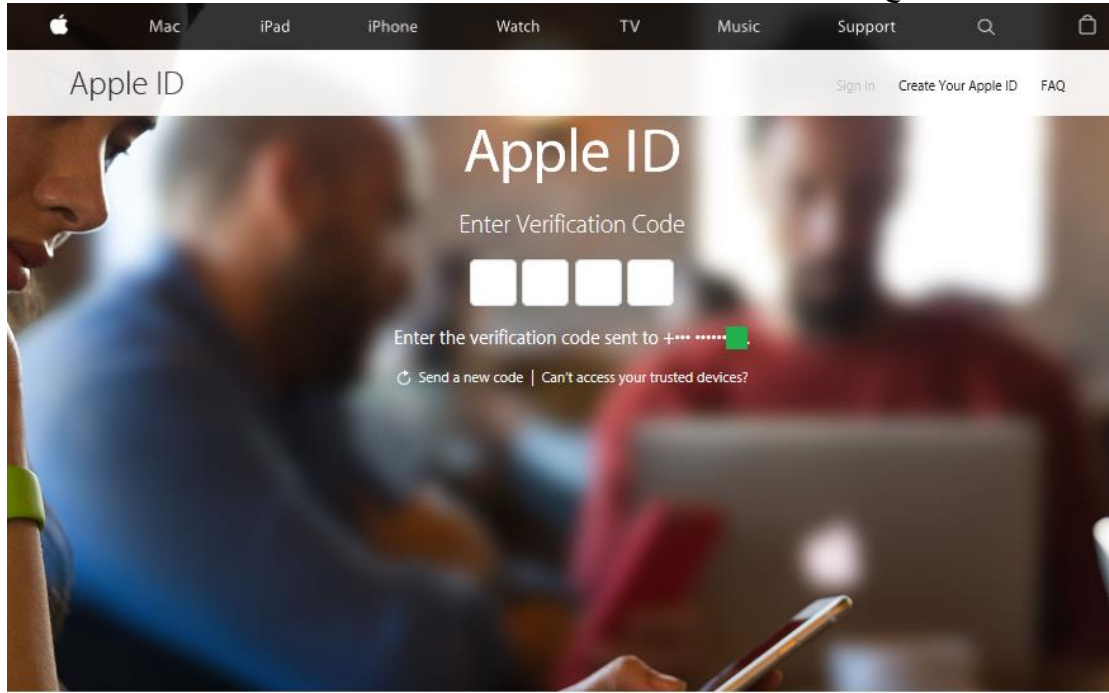 Mac iPad iPhone Watch TV Music Support
Apple ID
Sign In Create Your Apple ID FAQ
Apple ID
Enter Verification Code
Enter the verification code sent to +••• ••••••
Send a new code | Can't access your trusted devices?